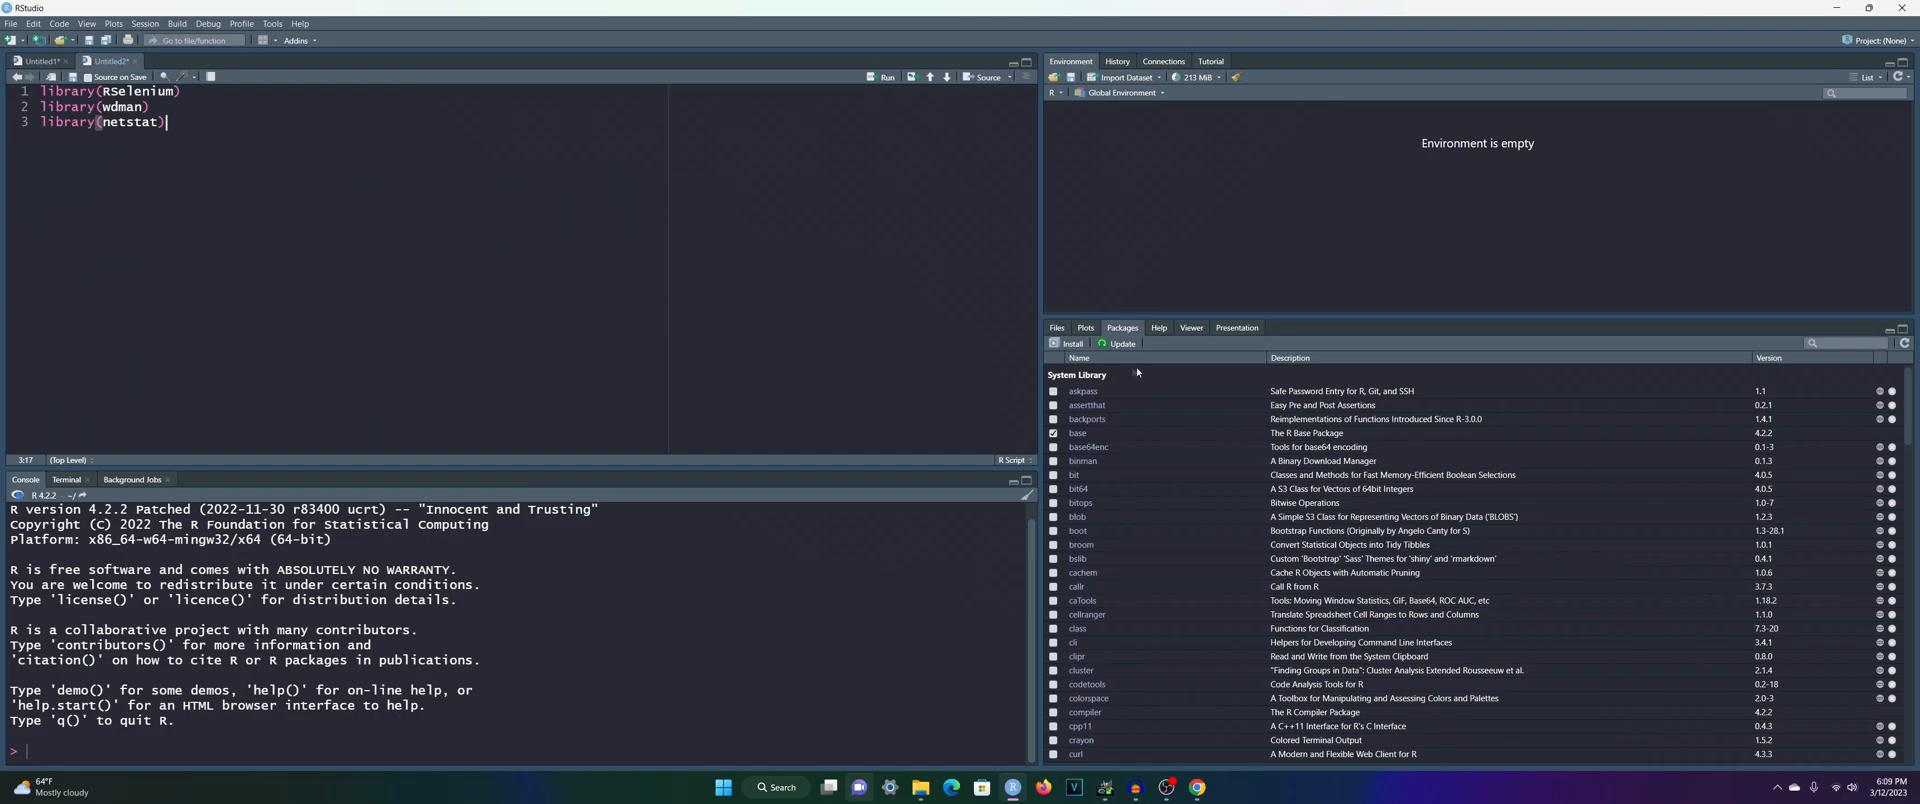 RStudio
File Edit Code View Plots Session Build Debug Profile Tools Help
Go to file/function Addins Project: (None)
Untitled1* Untitled2*
Source on Save Run Source
1 library(RSelenium)
2 library(wdman)
3 library(netstat)
3:17 (Top Level) R Script
Console Terminal Background Jobs
R 4.2.2 · ~/
R version 4.2.2 Patched (2022-11-30 r83400 ucrt) -- "Innocent and Trusting"
Copyright (C) 2022 The R Foundation for Statistical Computing
Platform: x86_64-w64-mingw32/x64 (64-bit)
R is free software and comes with ABSOLUTELY NO WARRANTY.
You are welcome to redistribute it under certain conditions.
Type 'license()' or 'licence()' for distribution details.
R is a collaborative project with many contributors.
Type 'contributors()' for more information and
'citation()' on how to cite R or R packages in publications.
Type 'demo()' for some demos, 'help()' for on-line help, or
'help.start()' for an HTML browser interface to help.
Type 'q()' to quit R.
>
Environment History Connections Tutorial
Import Dataset 213 MiB List
R Global Environment
Environment is empty
Files Plots Packages Help Viewer Presentation
Install Update
Name Description Version
System Library
askpass Safe Password Entry for R, Git, and SSH 1.1
assertthat Easy Pre and Post Assertions 0.2.1
backports Reimplementations of Functions Introduced Since R-3.0.0 1.4.1
base The R Base Package 4.2.2
base64enc Tools for base64 encoding 0.1-3
binman A Binary Download Manager 0.1.3
bit Classes and Methods for Fast Memory-Efficient Boolean Selections 4.0.5
bit64 A S3 Class for Vectors of 64bit Integers 4.0.5
bitops Bitwise Operations 1.0-7
blob A Simple S3 Class for Representing Vectors of Binary Data ('BLOBS') 1.2.3
boot Bootstrap Functions (Originally by Angelo Canty for S) 1.3-28.1
broom Convert Statistical Objects into Tidy Tibbles 1.0.1
bslib Custom 'Bootstrap' 'Sass' Themes for 'shiny' and 'rmarkdown' 0.4.1
cachem Cache R Objects with Automatic Pruning 1.0.6
callr Call R from R 3.7.3
caTools Tools: Moving Window Statistics, GIF, Base64, ROC AUC, etc 1.18.2
cellranger Translate Spreadsheet Cell Ranges to Rows and Columns 1.1.0
class Functions for Classification 7.3-20
cli Helpers for Developing Command Line Interfaces 3.4.1
clipr Read and Write from the System Clipboard 0.8.0
cluster "Finding Groups in Data": Cluster Analysis Extended Rousseeuw et al. 2.1.4
codetools Code Analysis Tools for R 0.2-18
colorspace A Toolbox for Manipulating and Assessing Colors and Palettes 2.0-3
compiler The R Compiler Package 4.2.2
cpp11 A C++11 Interface for R's C Interface 0.4.3
crayon Colored Terminal Output 1.5.2
curl A Modern and Flexible Web Client for R 4.3.3
64°F
Mostly cloudy
Search
6:09 PM
3/12/2023